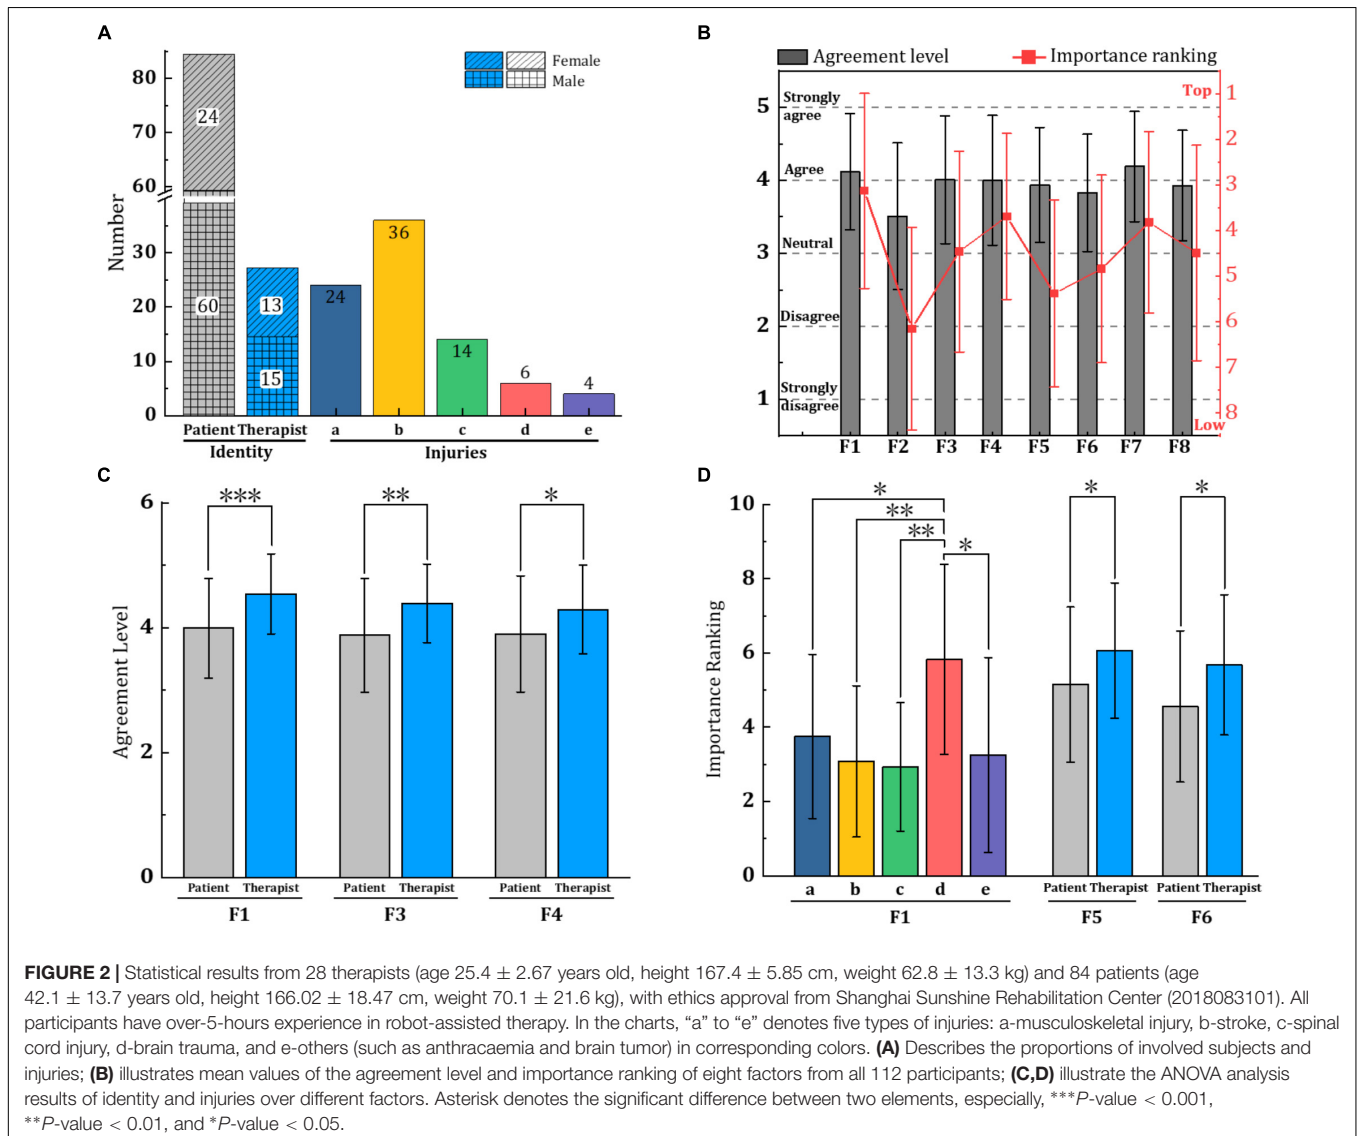 A
80
70
60
30
20
10
0
Number
24
60
13
15
24
36
14
6
4
Female
Male
Patient Therapist a b c d e
Identity Injuries
B
Agreement level Importance ranking
5
4
3
2
1
Strongly
agree
Agree
Neutral
Disagree
Strongly
disagree
Top
1
2
3
4
5
6
7
8
Low
F1 F2 F3 F4 F5 F6 F7 F8
C
6
4
2
0
Agreement Level
*** ** *
Patient Therapist Patient Therapist Patient Therapist
F1 F3 F4
D
10
8
6
4
2
0
Importance Ranking
*
**
**
*
*
*
a b c d e Patient Therapist Patient Therapist
F1 F5 F6
FIGURE 2 | Statistical results from 28 therapists (age 25.4 ± 2.67 years old, height 167.4 ± 5.85 cm, weight 62.8 ± 13.3 kg) and 84 patients (age
42.1 ± 13.7 years old, height 166.02 ± 18.47 cm, weight 70.1 ± 21.6 kg), with ethics approval from Shanghai Sunshine Rehabilitation Center (2018083101). All
participants have over-5-hours experience in robot-assisted therapy. In the charts, “a” to “e” denotes five types of injuries: a-musculoskeletal injury, b-stroke, c-spinal
cord injury, d-brain trauma, and e-others (such as anthracaemia and brain tumor) in corresponding colors. (A) Describes the proportions of involved subjects and
injuries; (B) illustrates mean values of the agreement level and importance ranking of eight factors from all 112 participants; (C,D) illustrate the ANOVA analysis
results of identity and injuries over different factors. Asterisk denotes the significant difference between two elements, especially, ***P-value < 0.001,
**P-value < 0.01, and *P-value < 0.05.